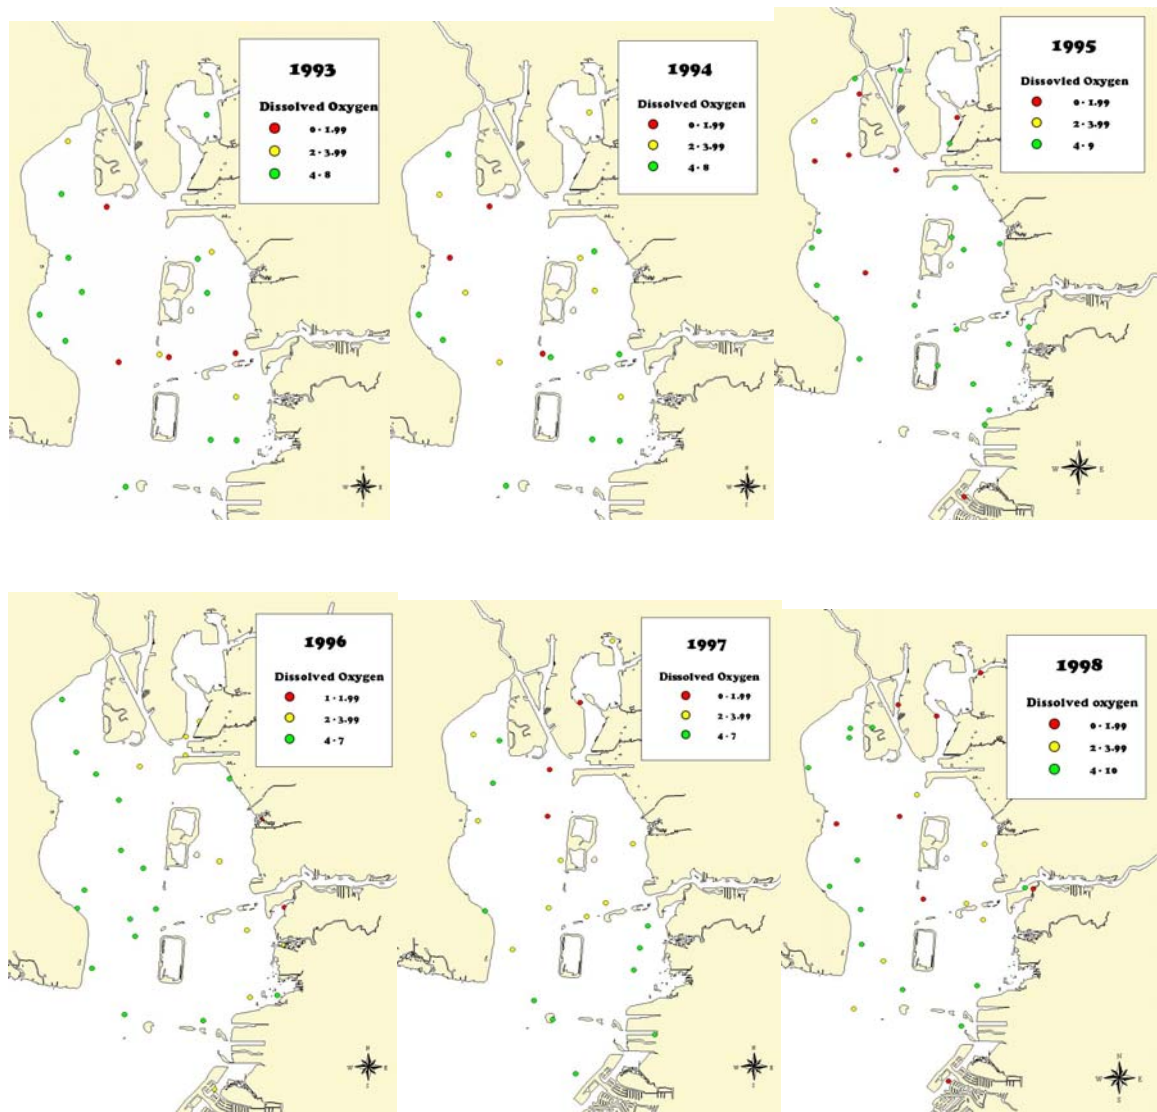 1993
Dissolved Oxygen
0 - 1.99
2 - 3.99
4 - 8
N
W E
S
1994
Dissolved Oxygen
0 - 1.99
2 - 3.99
4 - 8
N
W E
S
1995
Dissovled Oxygen
0 - 1.99
2 - 3.99
4 - 9
N
W E
S
1996
Dissolved Oxygen
1 - 1.99
2 - 3.99
4 - 7
N
W E
S
1997
Dissolved Oxygen
0 - 1.99
2 - 3.99
4 - 7
N
W E
S
1998
Dissolved oxygen
0 - 1.99
2 - 3.99
4 - 10
N
W E
S